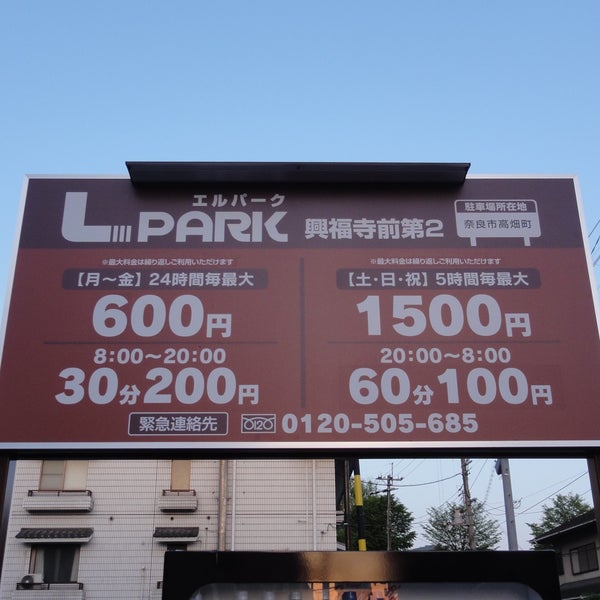 エルパーク
L PARK 興福寺前第2
駐車場所在地
奈良市高畑町
※最大料金は繰り返しご利用いただけます
【月～金】24時間毎最大
600円
※最大料金は繰り返しご利用いただけます
【土・日・祝】5時間毎最大
1500円
8:00～20:00
30分200円
20:00～8:00
60分100円
緊急連絡先 0120 0120-505-685